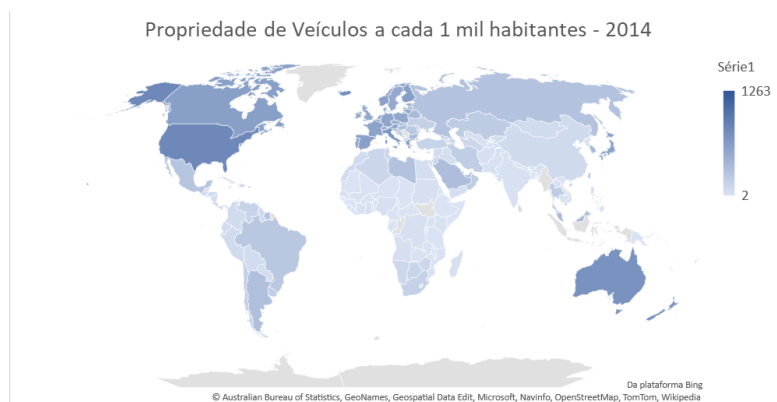 Propriedade de Veículos a cada 1 mil habitantes - 2014
Série1
1263
2
Da plataforma Bing
© Australian Bureau of Statistics, GeoNames, Geospatial Data Edit, Microsoft, Navinfo, OpenStreetMap, TomTom, Wikipedia